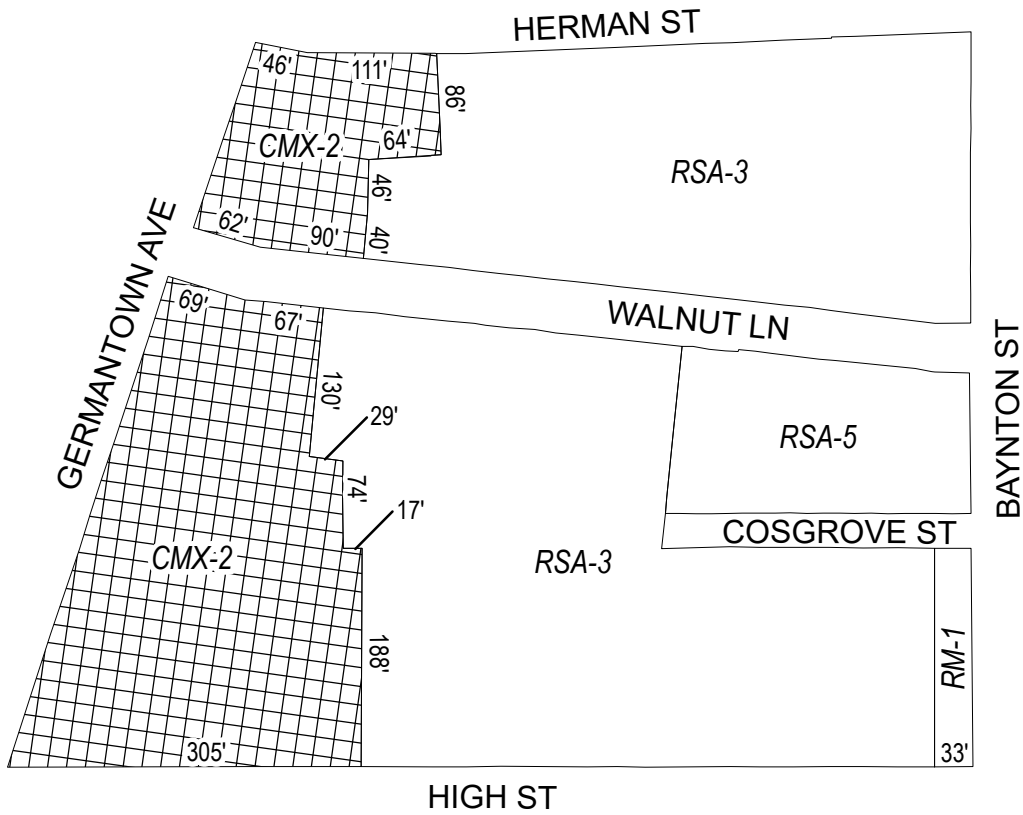 HERMAN ST
46'
111'
86'
CMX-2
64'
RSA-3
46'
62'
90'
40'
GERMANTOWN AVE
69'
67'
WALNUT LN
BAYNTON ST
130'
29'
RSA-5
74'
17'
COSGROVE ST
CMX-2
RSA-3
188'
RM-1
305'
33'
HIGH ST